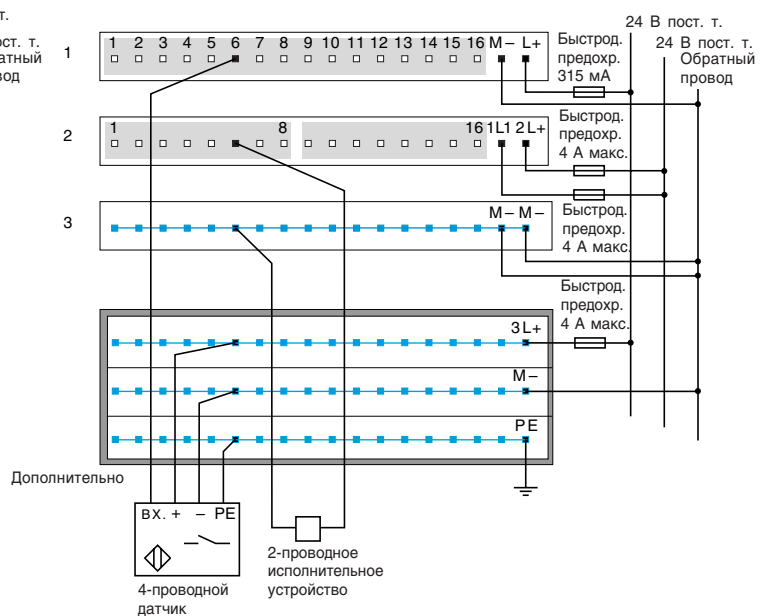 т.
ост. т.
атный
вод
24 В пост. т.
24 В пост. т.
Обратный
провод
1
1 2 3 4 5 6 7 8 9 10 11 12 13 14 15 16 M– L+
Быстрод.
предохр.
315 мА
2
1 8 16 1L1 2L+
Быстрод.
предохр.
4 А макс.
3
M– M–
Быстрод.
предохр.
4 А макс.
Быстрод.
предохр.
4 А макс.
3L+
M–
PE
Дополнительно
ВХ. + – PE
4-проводной
датчик
2-проводное
исполнительное
устройство